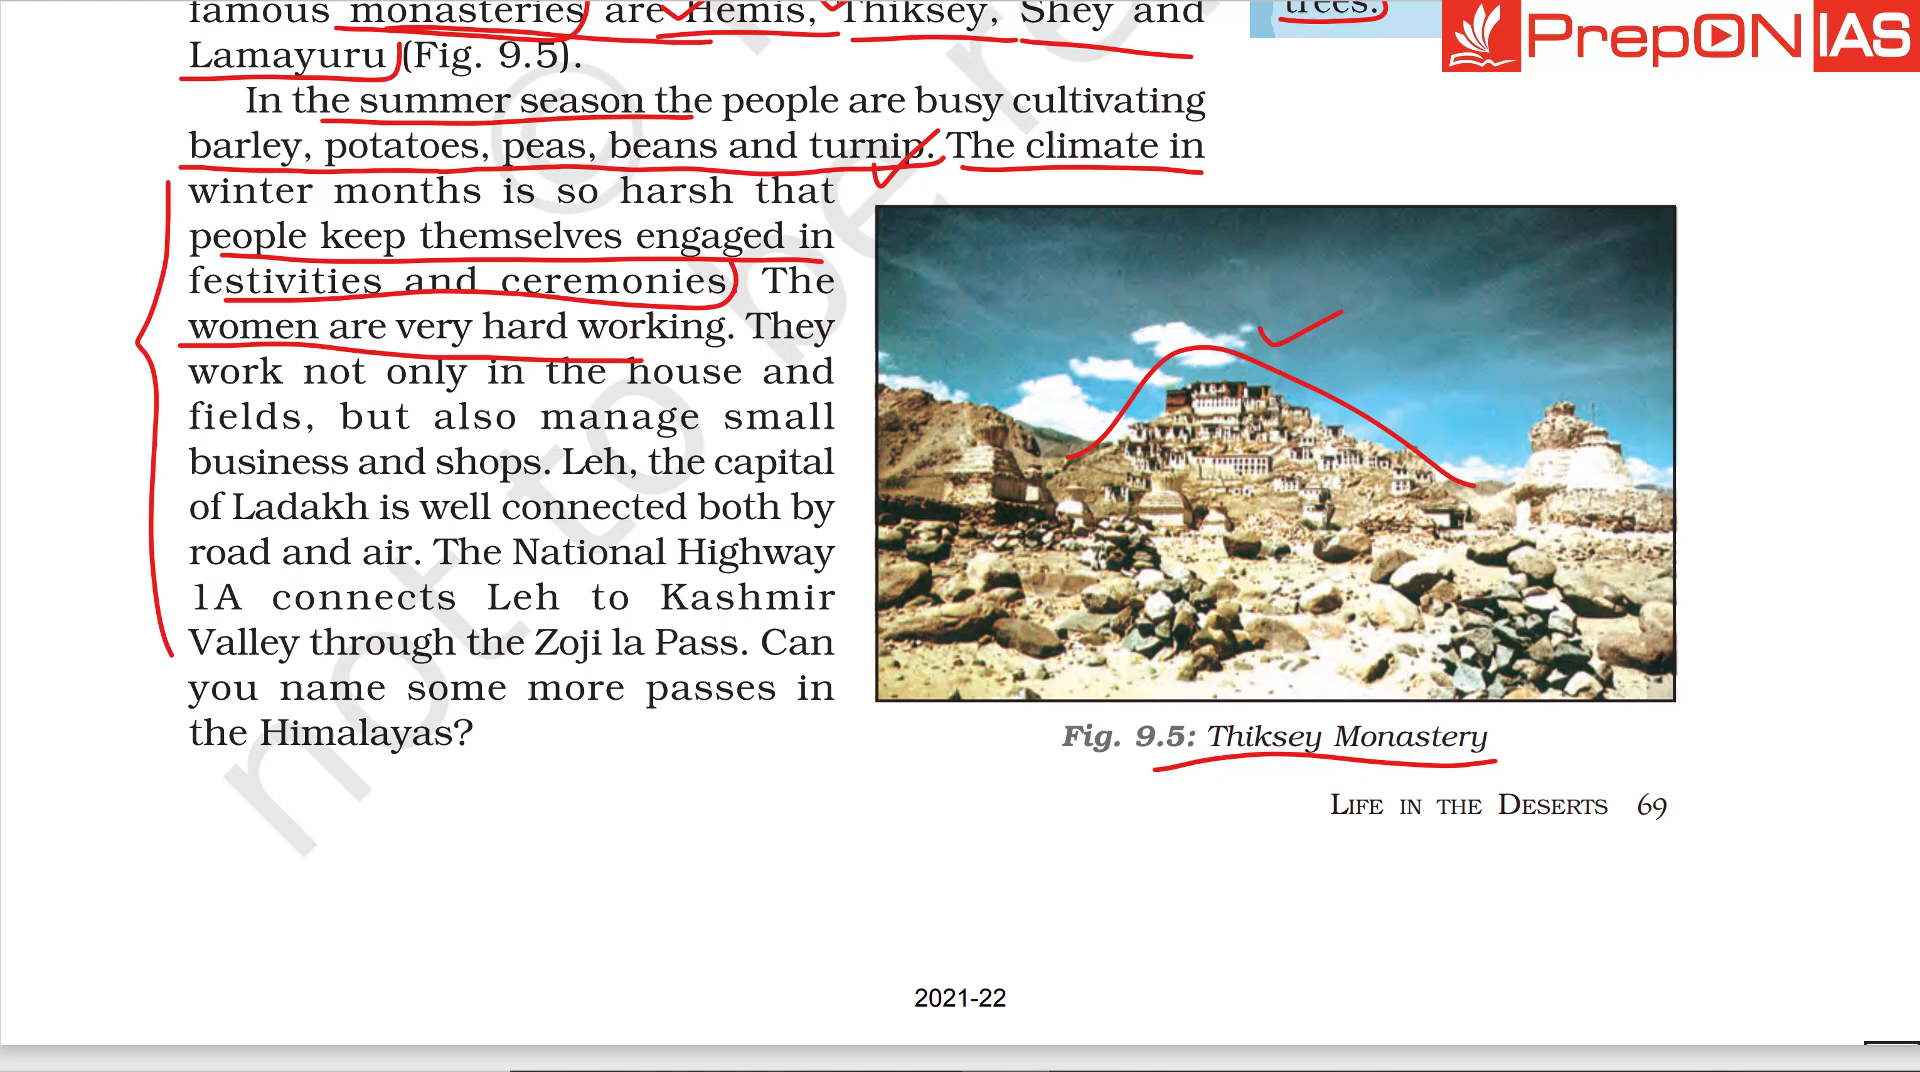 famous monasteries are Hemis, Thiksey, Shey and
Lamayuru (Fig. 9.5).
In the summer season the people are busy cultivating
barley, potatoes, peas, beans and turnip. The climate in
winter months is so harsh that
people keep themselves engaged in
festivities and ceremonies. The
women are very hard working. They
work not only in the house and
fields, but also manage small
business and shops. Leh, the capital
of Ladakh is well connected both by
road and air. The National Highway
1A connects Leh to Kashmir
Valley through the Zoji la Pass. Can
you name some more passes in
the Himalayas?
trees.
PrepON IAS
Fig. 9.5: Thiksey Monastery
LIFE IN THE DESERTS 69
not to be re
2021-22